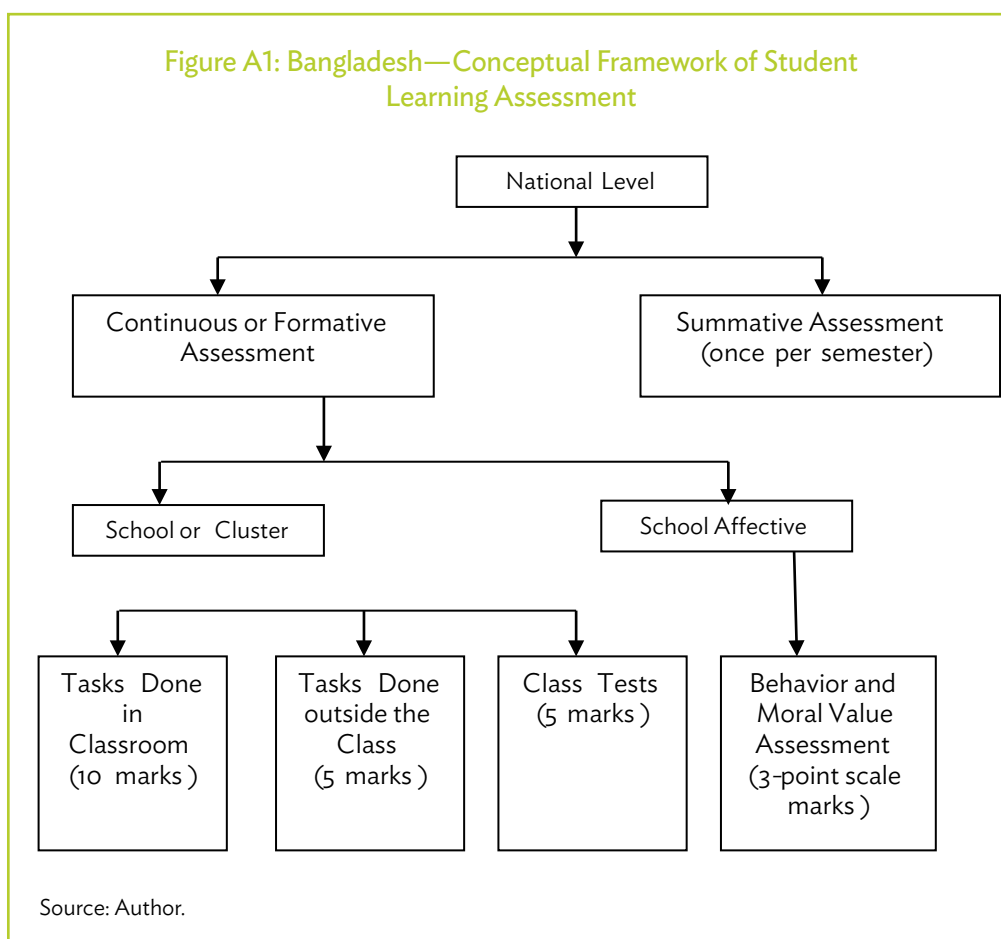 Figure A1: Bangladesh—Conceptual Framework of Student
Learning Assessment
National Level
Continuous or Formative
Assessment
Summative Assessment
(once per semester)
School or Cluster
School Affective
Tasks Done
in
Classroom
(10 marks )
Tasks Done
outside the
Class
(5 marks )
Class Tests
(5 marks )
Behavior and
Moral Value
Assessment
(3-point scale
marks )
Source: Author.